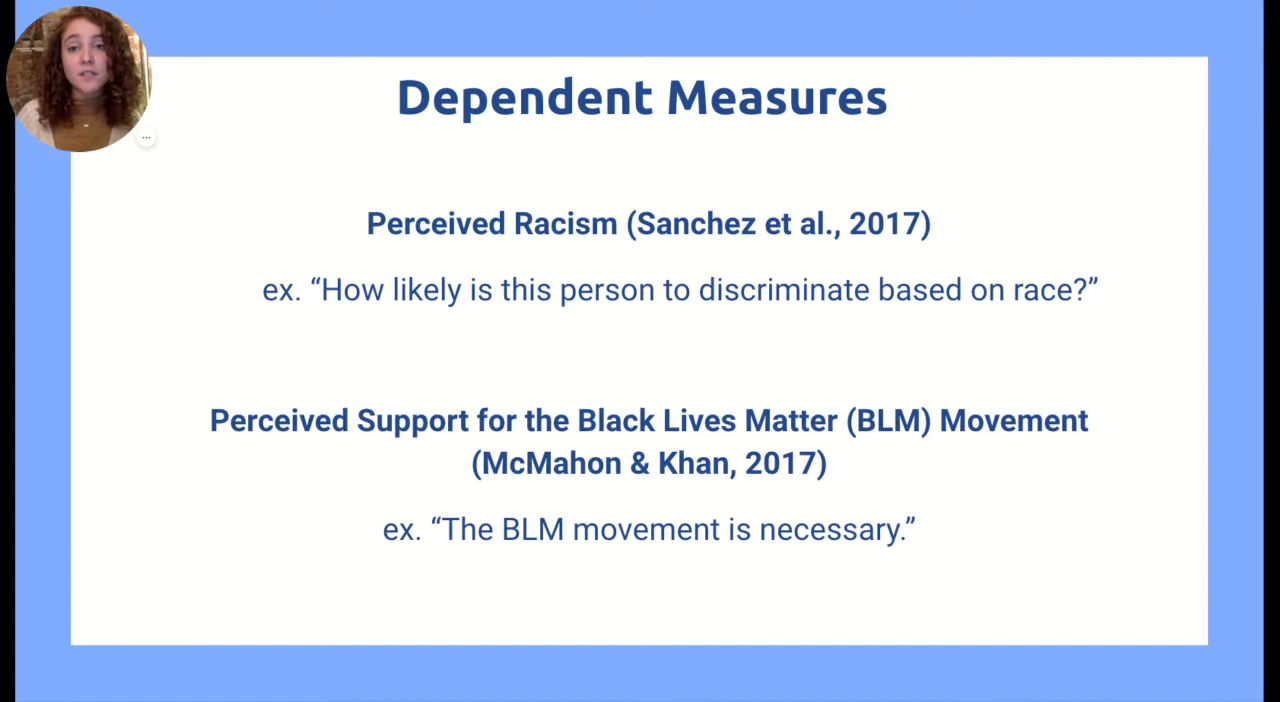 Dependent Measures
Perceived Racism (Sanchez et al., 2017)
ex. “How likely is this person to discriminate based on race?”
Perceived Support for the Black Lives Matter (BLM) Movement
(McMahon & Khan, 2017)
ex. “The BLM movement is necessary.”